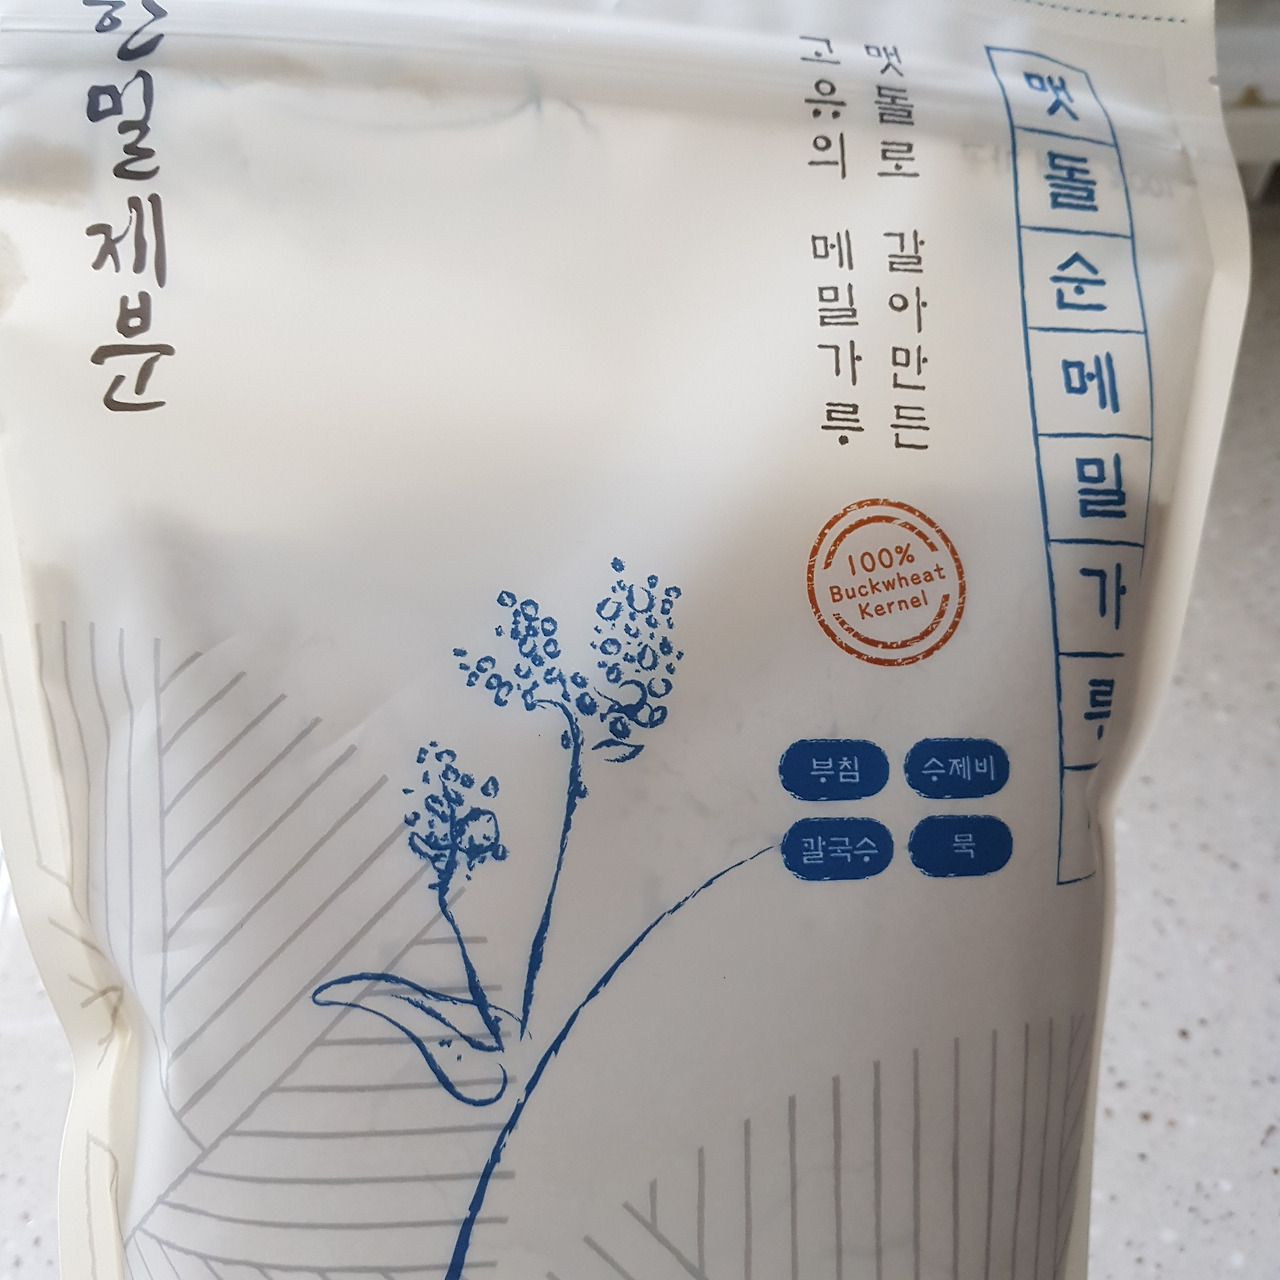 맷돌순메밀가루
맷돌로 갈아만든
고유의 메밀가루
100%
Buckwheat
Kernel
부침
수제비
칼국수
묵
한밀제분